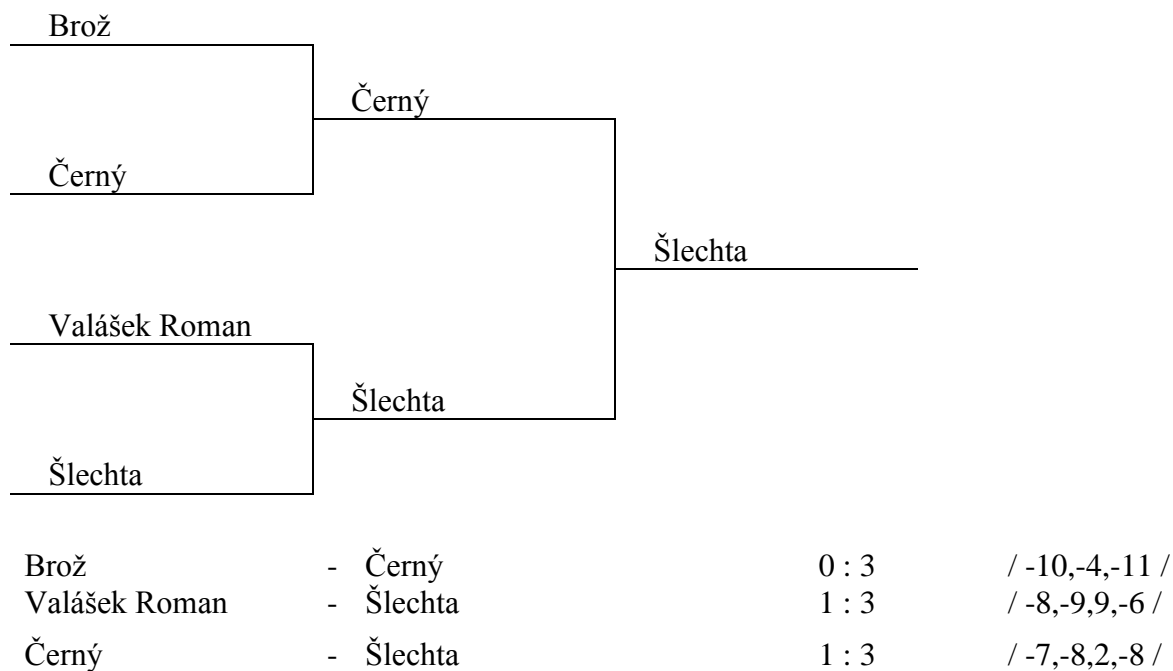 Brož
Černý
Černý
Šlechta
Valášek Roman
Šlechta
Šlechta
Brož - Černý 0 : 3 / -10,-4,-11 /
Valášek Roman - Šlechta 1 : 3 / -8,-9,9,-6 /
Černý - Šlechta 1 : 3 / -7,-8,2,-8 /